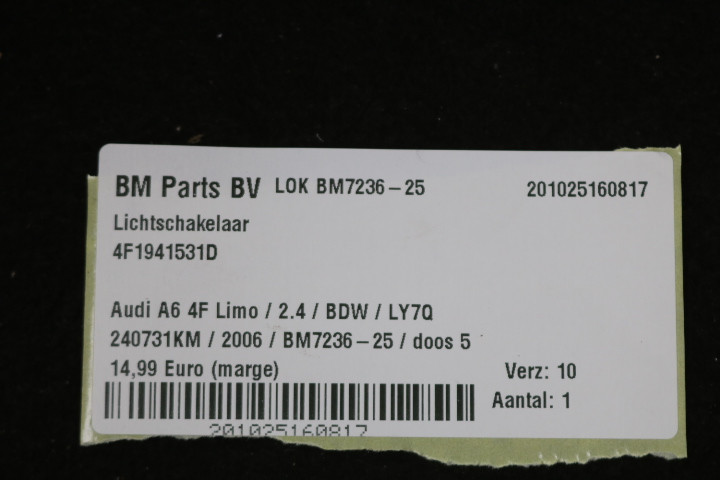 BM Parts BV LOK BM7236-25 201025160817
Lichtschakelaar
4F1941531D
Audi A6 4F Limo / 2.4 / BDW / LY7Q
240731KM / 2006 / BM7236-25 / doos 5
14,99 Euro (marge) Verz: 10
Aantal: 1
201025160817